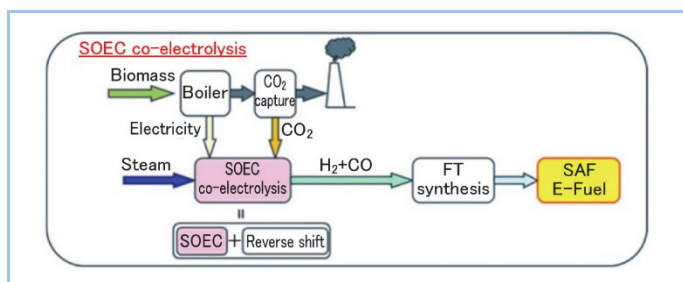 SOEC co-electrolysis
Biomass
Boiler
CO₂
capture
Electricity
CO₂
Steam
SOEC
co-electrolysis
H₂+CO
FT
synthesis
SAF
E-Fuel
=
SOEC + Reverse shift